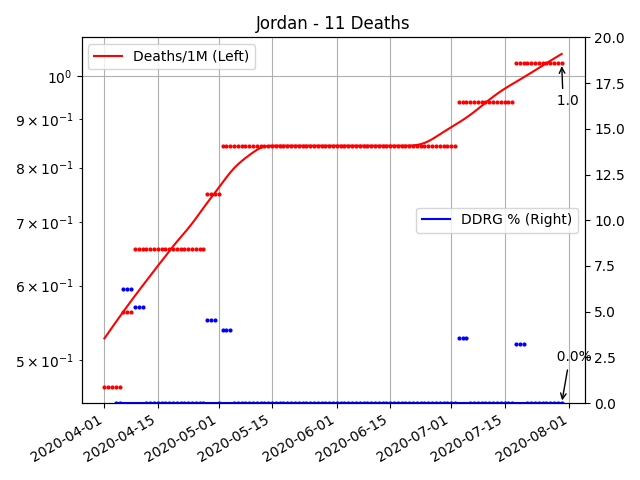 Jordan - 11 Deaths
Deaths/1M (Left)
DDRG % (Right)
10⁰
9 × 10⁻¹
8 × 10⁻¹
7 × 10⁻¹
6 × 10⁻¹
5 × 10⁻¹
20.0
17.5
15.0
12.5
10.0
7.5
5.0
2.5
0.0
1.0
0.0%
2020-04-01
2020-04-15
2020-05-01
2020-05-15
2020-06-01
2020-06-15
2020-07-01
2020-07-15
2020-08-01